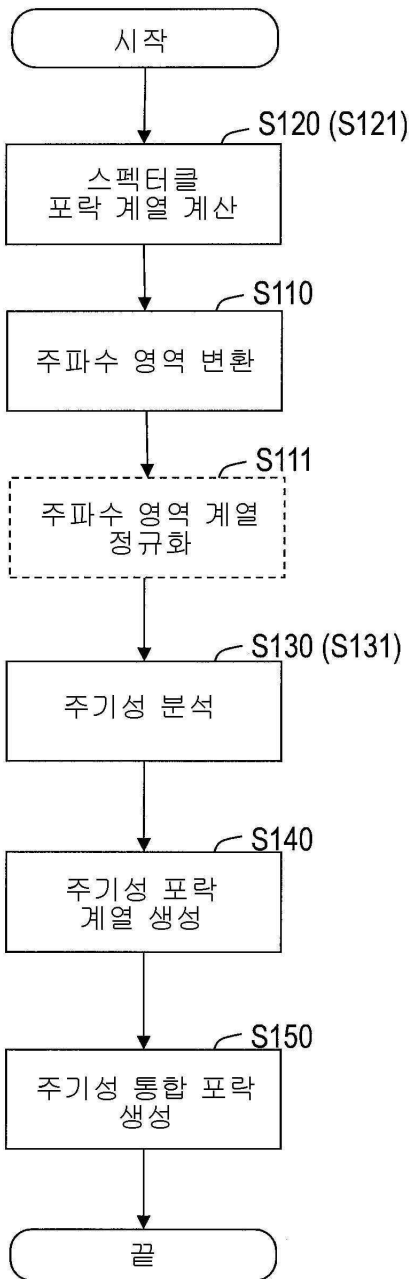 시작
S120 (S121)
스펙터클
포락 계열 계산
S110
주파수 영역 변환
S111
주파수 영역 계열
정규화
S130 (S131)
주기성 분석
S140
주기성 포락
계열 생성
S150
주기성 통합 포락
생성
끝